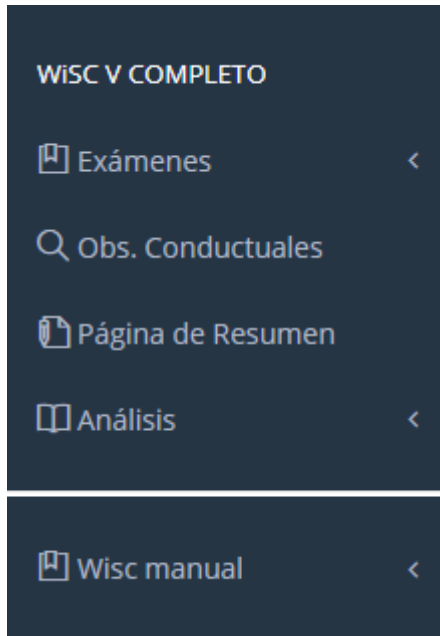 WiSC V COMPLETO
Exámenes
Obs. Conductuales
Página de Resumen
Análisis
Wisc manual